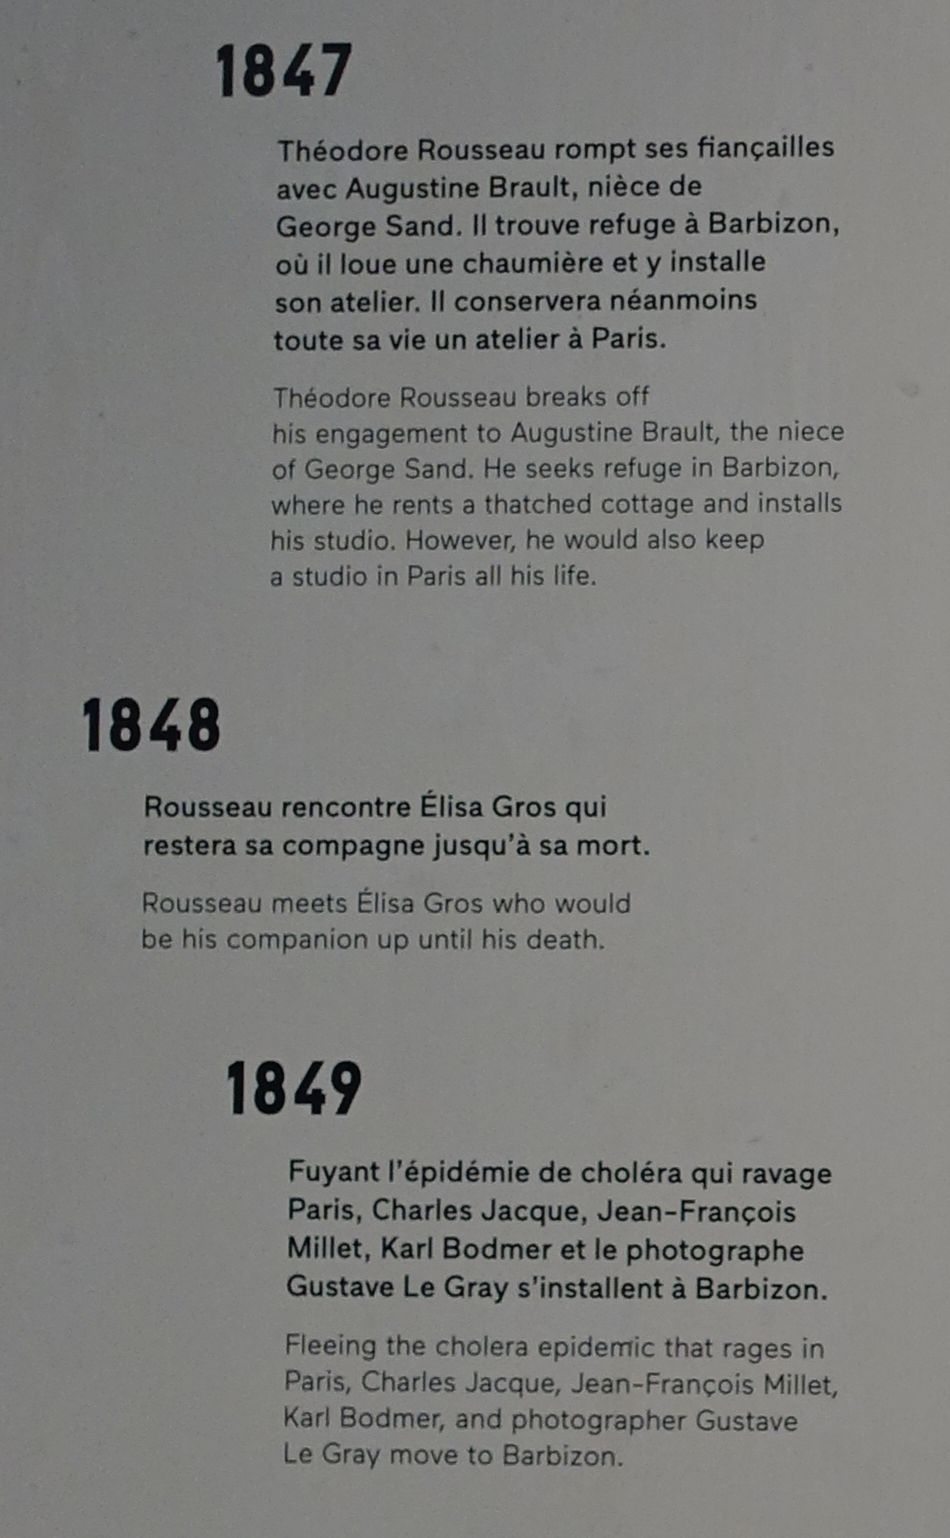 1847
Théodore Rousseau rompt ses fiançailles
avec Augustine Brault, nièce de
George Sand. Il trouve refuge à Barbizon,
où il loue une chaumière et y installe
son atelier. Il conservera néanmoins
toute sa vie un atelier à Paris.
Théodore Rousseau breaks off
his engagement to Augustine Brault, the niece
of George Sand. He seeks refuge in Barbizon,
where he rents a thatched cottage and installs
his studio. However, he would also keep
a studio in Paris all his life.
1848
Rousseau rencontre Élisa Gros qui
restera sa compagne jusqu'à sa mort.
Rousseau meets Élisa Gros who would
be his companion up until his death.
1849
Fuyant l'épidémie de choléra qui ravage
Paris, Charles Jacque, Jean-François
Millet, Karl Bodmer et le photographe
Gustave Le Gray s'installent à Barbizon.
Fleeing the cholera epidemic that rages in
Paris, Charles Jacque, Jean-François Millet,
Karl Bodmer, and photographer Gustave
Le Gray move to Barbizon.